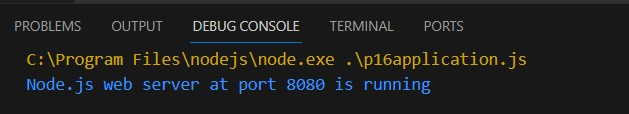 PROBLEMS OUTPUT DEBUG CONSOLE TERMINAL PORTS
C:\Program Files\nodejs\node.exe .\p16application.js
Node.js web server at port 8080 is running